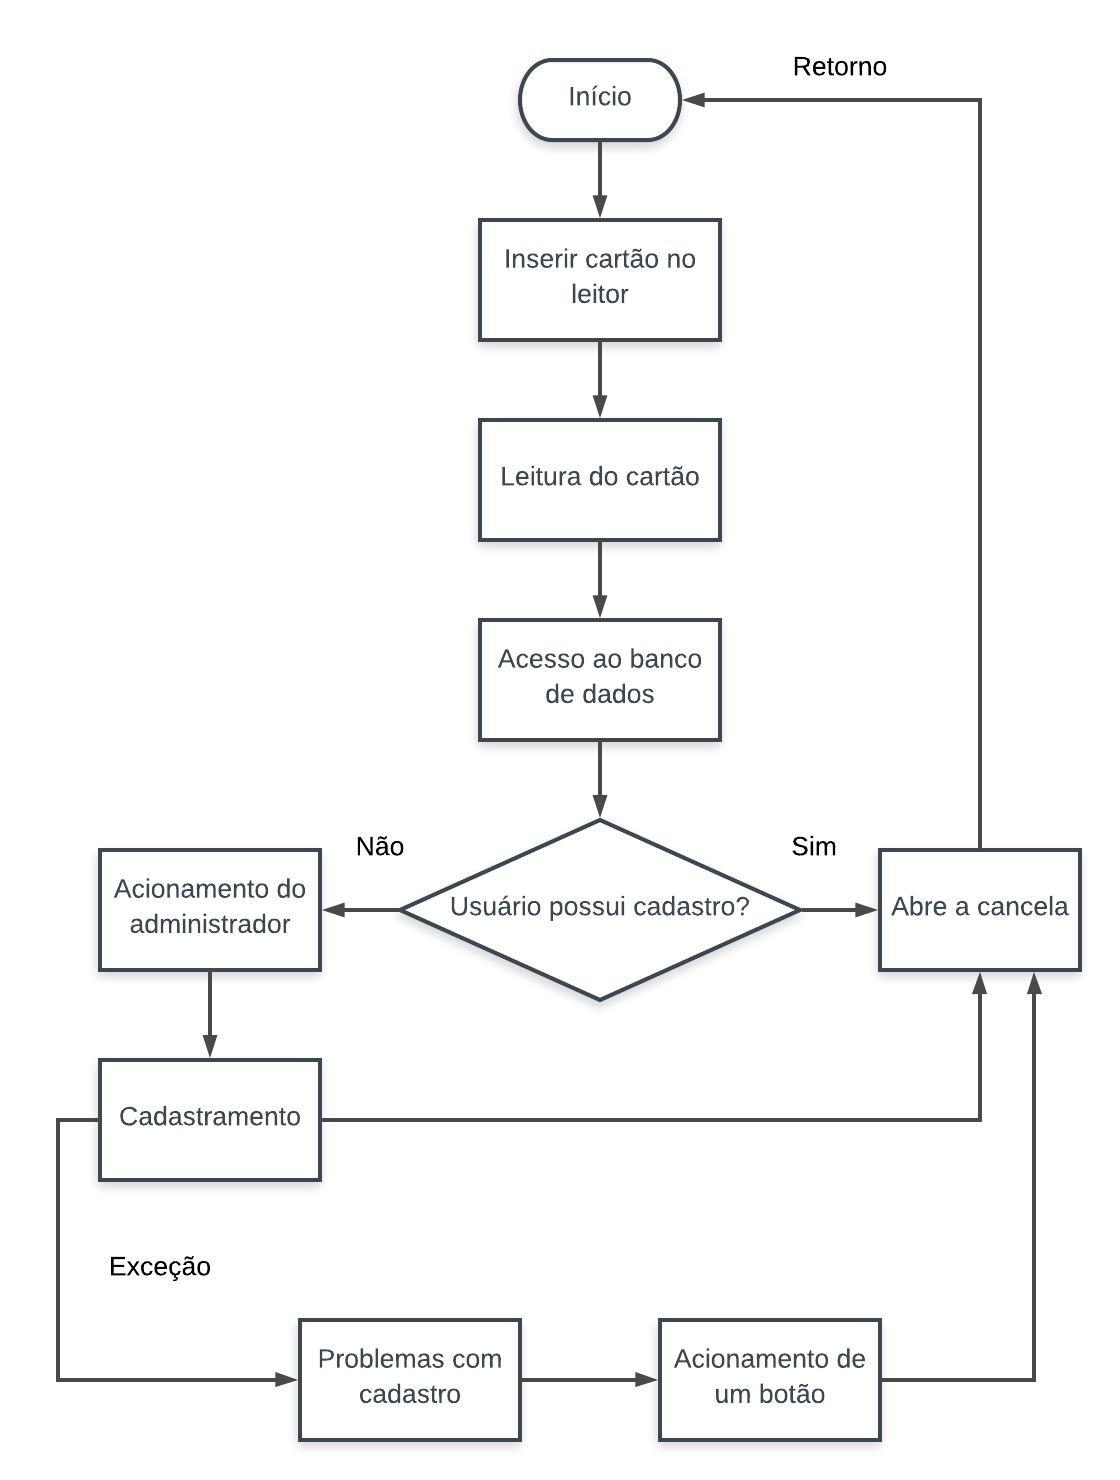 Retorno
Início
Inserir cartão no
leitor
Leitura do cartão
Acesso ao banco
de dados
Não
Sim
Acionamento do
administrador
Usuário possui cadastro?
Abre a cancela
Cadastramento
Exceção
Problemas com
cadastro
Acionamento de
um botão